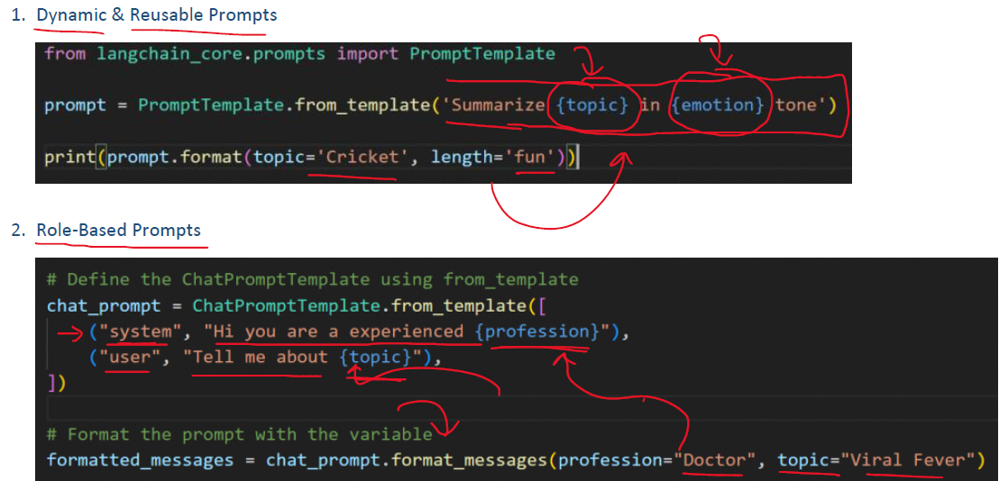 1. Dynamic & Reusable Prompts
from langchain_core.prompts import PromptTemplate
prompt = PromptTemplate.from_template('Summarize {topic} in {emotion} tone')
print(prompt.format(topic='Cricket', length='fun'))
2. Role-Based Prompts
# Define the ChatPromptTemplate using from_template
chat_prompt = ChatPromptTemplate.from_template([
("system", "Hi you are a experienced {profession}"),
("user", "Tell me about {topic}"),
])
# Format the prompt with the variable
formatted_messages = chat_prompt.format_messages(profession="Doctor", topic="Viral Fever")